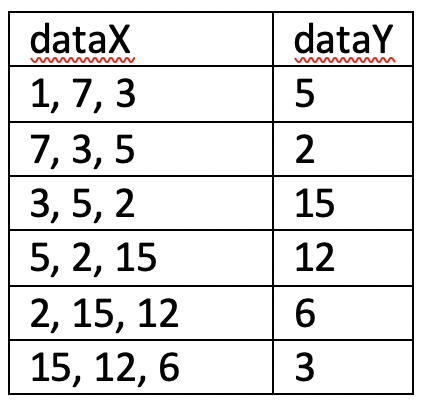 dataX dataY
1, 7, 3 5
7, 3, 5 2
3, 5, 2 15
5, 2, 15 12
2, 15, 12 6
15, 12, 6 3